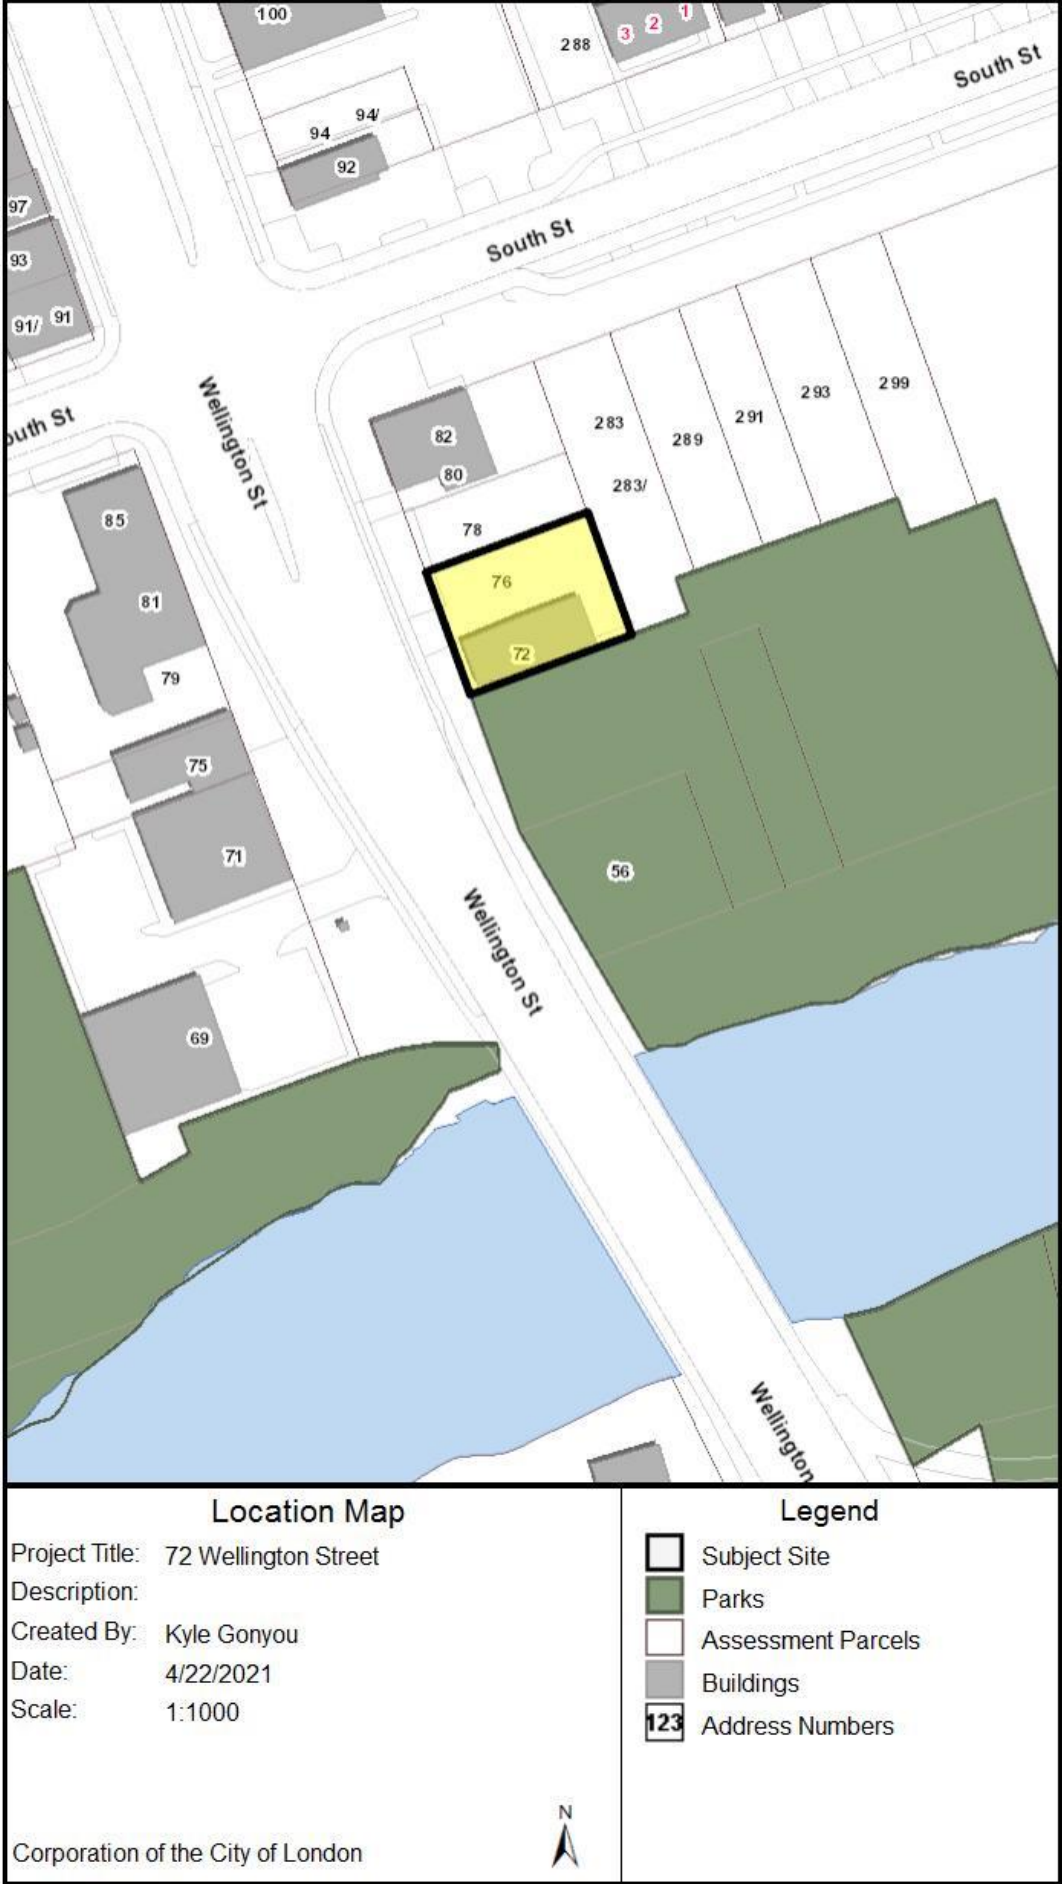 100
3 2 1
288
South St
94/
94
92
97
South St
93
91/ 91
Wellington St
outh St
299
293
291
283
289
82
80
283/
85
78
76
81
72
79
75
71
56
Wellington St
69
Wellington
Location Map
Project Title: 72 Wellington Street
Description:
Created By: Kyle Gonyou
Date: 4/22/2021
Scale: 1:1000
N
Corporation of the City of London
Legend
Subject Site
Parks
Assessment Parcels
Buildings
123 Address Numbers